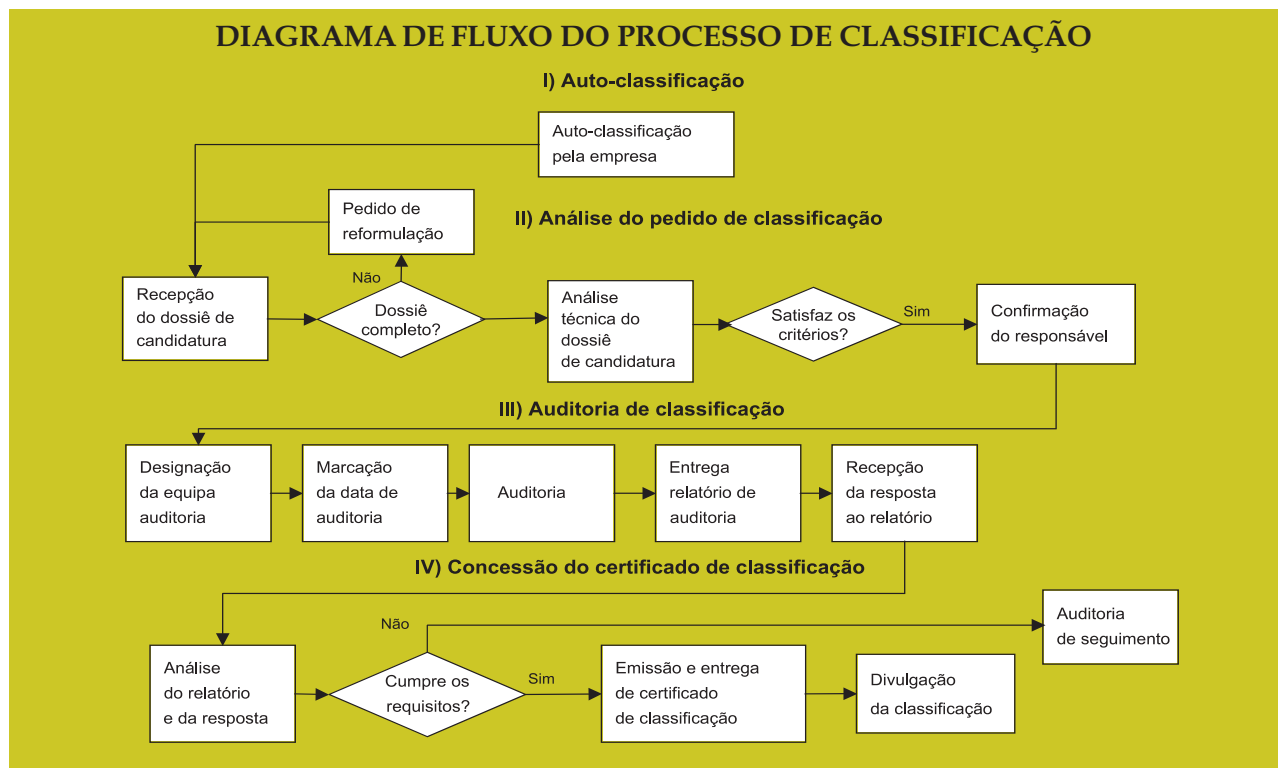 DIAGRAMA DE FLUXO DO PROCESSO DE CLASSIFICAÇÃO
I) Auto-classificação
Auto-classificação
pela empresa
Pedido de
reformulação
II) Análise do pedido de classificação
Não
Recepção
do dossiê de
candidatura
Dossiê
completo?
Análise
técnica do
dossiê
de candidatura
Satisfaz os
critérios?
Sim
Confirmação
do responsável
III) Auditoria de classificação
Designação
da equipa
auditoria
Marcação
da data de
auditoria
Auditoria
Entrega
relatório de
auditoria
Recepção
da resposta
ao relatório
IV) Concessão do certificado de classificação
Não
Auditoria
de seguimento
Análise
do relatório
e da resposta
Cumpre os
requisitos?
Sim
Emissão e entrega
de certificado
de classificação
Divulgação
da classificação